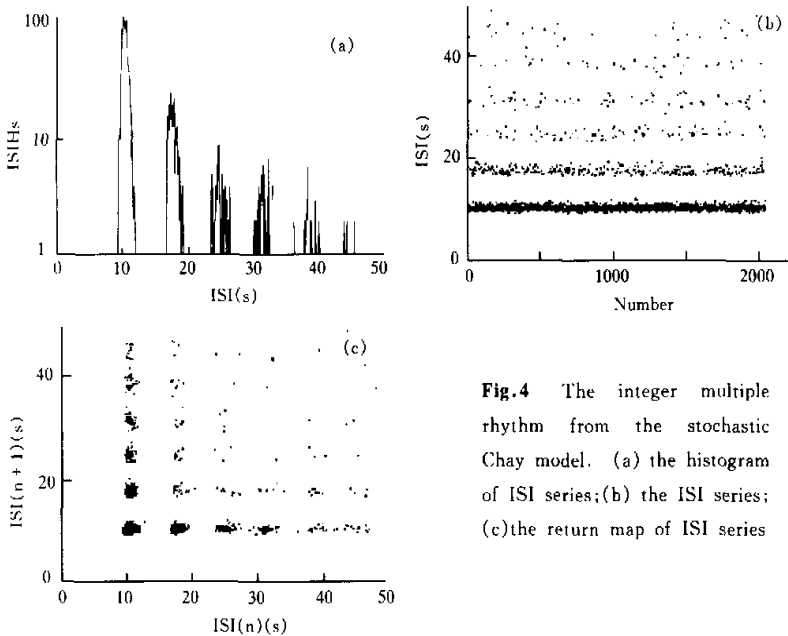 100
10
1
ISIHs
(a)
0
10
20
30
40
50
ISI(s)
40
20
0
ISI(s)
(b)
0
1000
2000
Number
40
20
0
ISI(n+1)(s)
(c)
0
10
20
30
40
50
ISI(n)(s)
Fig.4 The integer multiple
rhythm from the stochastic
Chay model. (a) the histogram
of ISI series;(b) the ISI series;
(c)the return map of ISI series